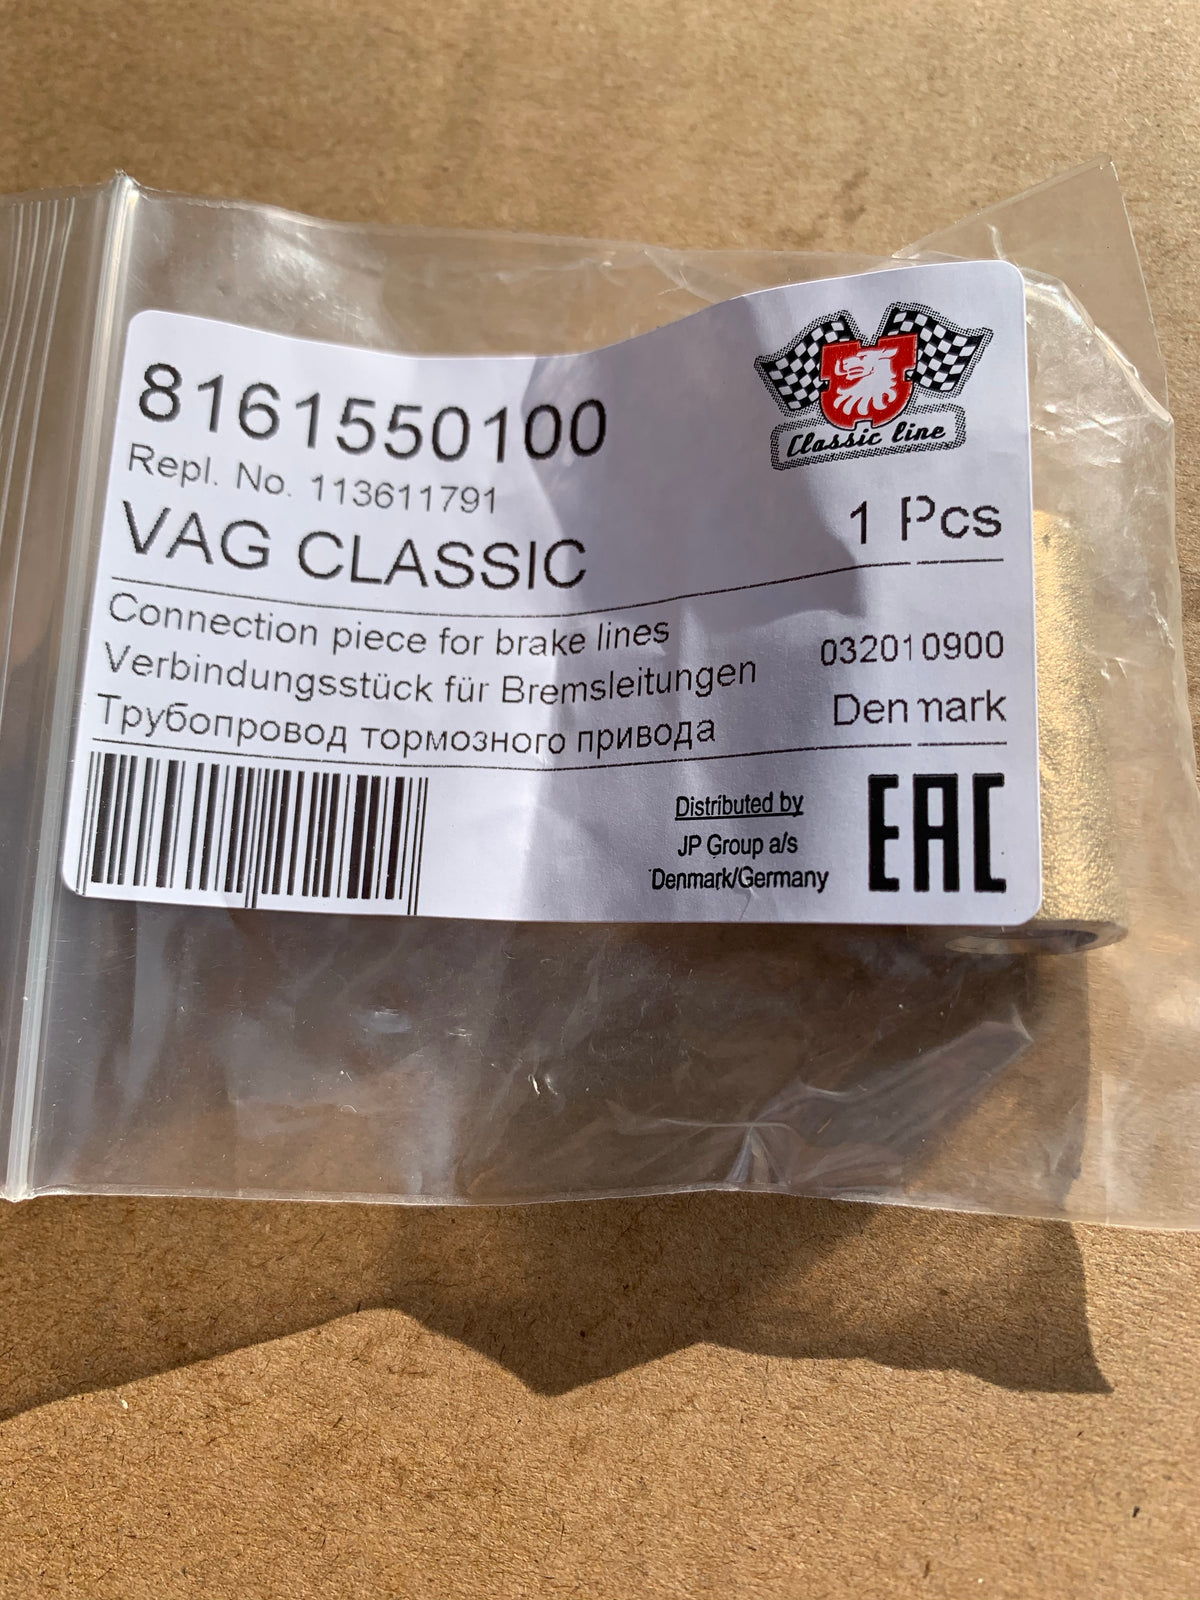 8161550100
Repl. No. 113611791
VAG CLASSIC
Classic line
1 Pcs
Connection piece for brake lines
Verbindungsstück für Bremsleitungen
Трубопровод тормозного привода
032010900
Denmark
Distributed by
JP Group a/s
Denmark/Germany
EAC